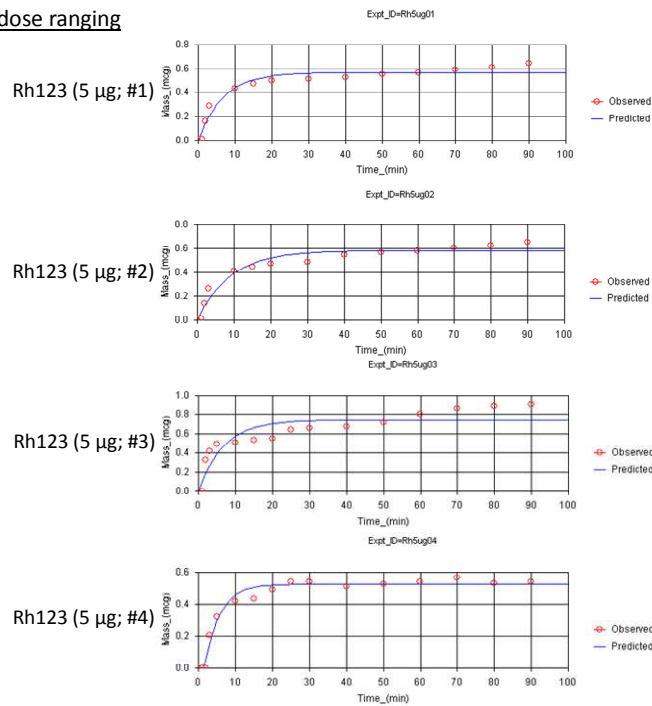 dose ranging
Expt_ID=Rh5ug01
Rh123 (5 µg; #1)
Mass_(mcg)
0.8
0.6
0.4
0.2
0.0
0 10 20 30 40 50 60 70 80 90 100
Time_(min)
Observed
Predicted
Expt_ID=Rh5ug02
Rh123 (5 µg; #2)
Mass_(mcg)
0.8
0.6
0.4
0.2
0.0
0 10 20 30 40 50 60 70 80 90 100
Time_(min)
Observed
Predicted
Expt_ID=Rh5ug03
Rh123 (5 µg; #3)
Mass_(mcg)
1.0
0.8
0.6
0.4
0.2
0.0
0 10 20 30 40 50 60 70 80 90 100
Time_(min)
Observed
Predicted
Expt_ID=Rh5ug04
Rh123 (5 µg; #4)
Mass_(mcg)
0.6
0.4
0.2
0.0
0 10 20 30 40 50 60 70 80 90 100
Time_(min)
Observed
Predicted